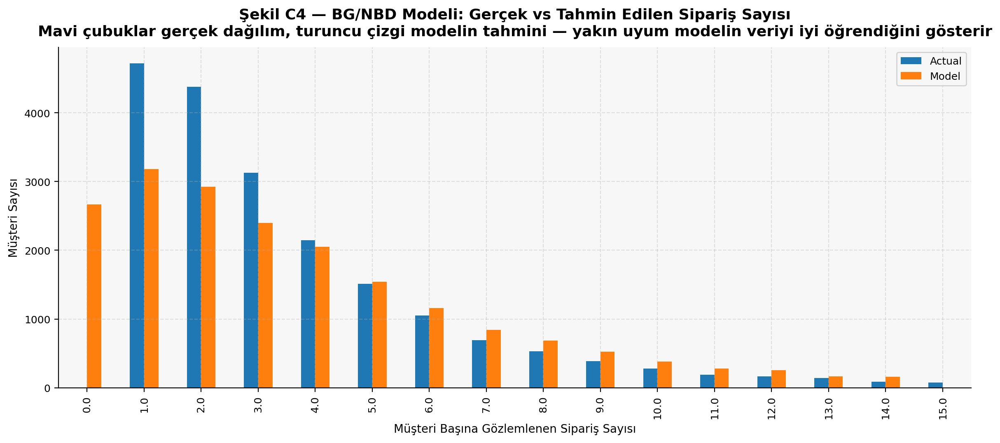 Şekil C4 — BG/NBD Modeli: Gerçek vs Tahmin Edilen Sipariş Sayısı
Mavi çubuklar gerçek dağılım, turuncu çizgi modelin tahmini — yakın uyum modelin veriyi iyi öğrendiğini gösterir
Actual
Model
Müşteri Sayısı
4000
3000
2000
1000
0
0.0 1.0 2.0 3.0 4.0 5.0 6.0 7.0 8.0 9.0 10.0 11.0 12.0 13.0 14.0 15.0
Müşteri Başına Gözlemlenen Sipariş Sayısı